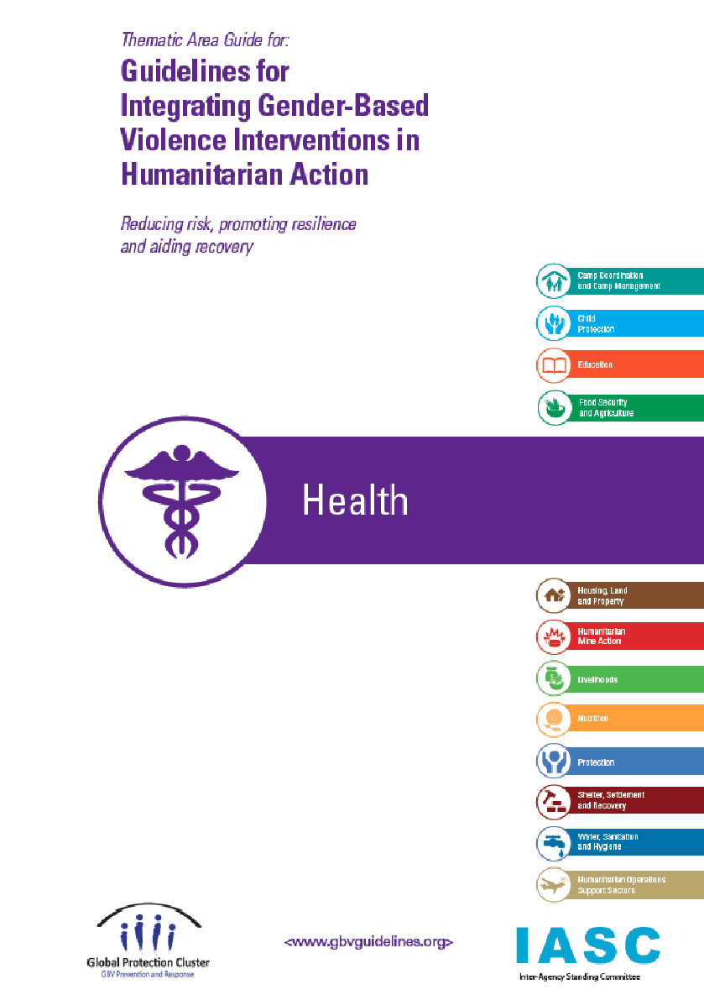 Thematic Area Guide for:
Guidelines for
Integrating Gender-Based
Violence Interventions in
Humanitarian Action
Reducing risk, promoting resilience
and aiding recovery
Camp Coordination
and Camp Management
Child
Protection
Education
Food Security
and Agriculture
Health
Housing, Land
and Property
Humanitarian
Mine Action
Livelihoods
Nutrition
Protection
Shelter, Settlement
and Recovery
Water, Sanitation
and Hygiene
Humanitarian Operations
Support Sectors
Global Protection Cluster
GBV Prevention and Response
<www.gbvguidelines.org>
IASC
Inter-Agency Standing Committee